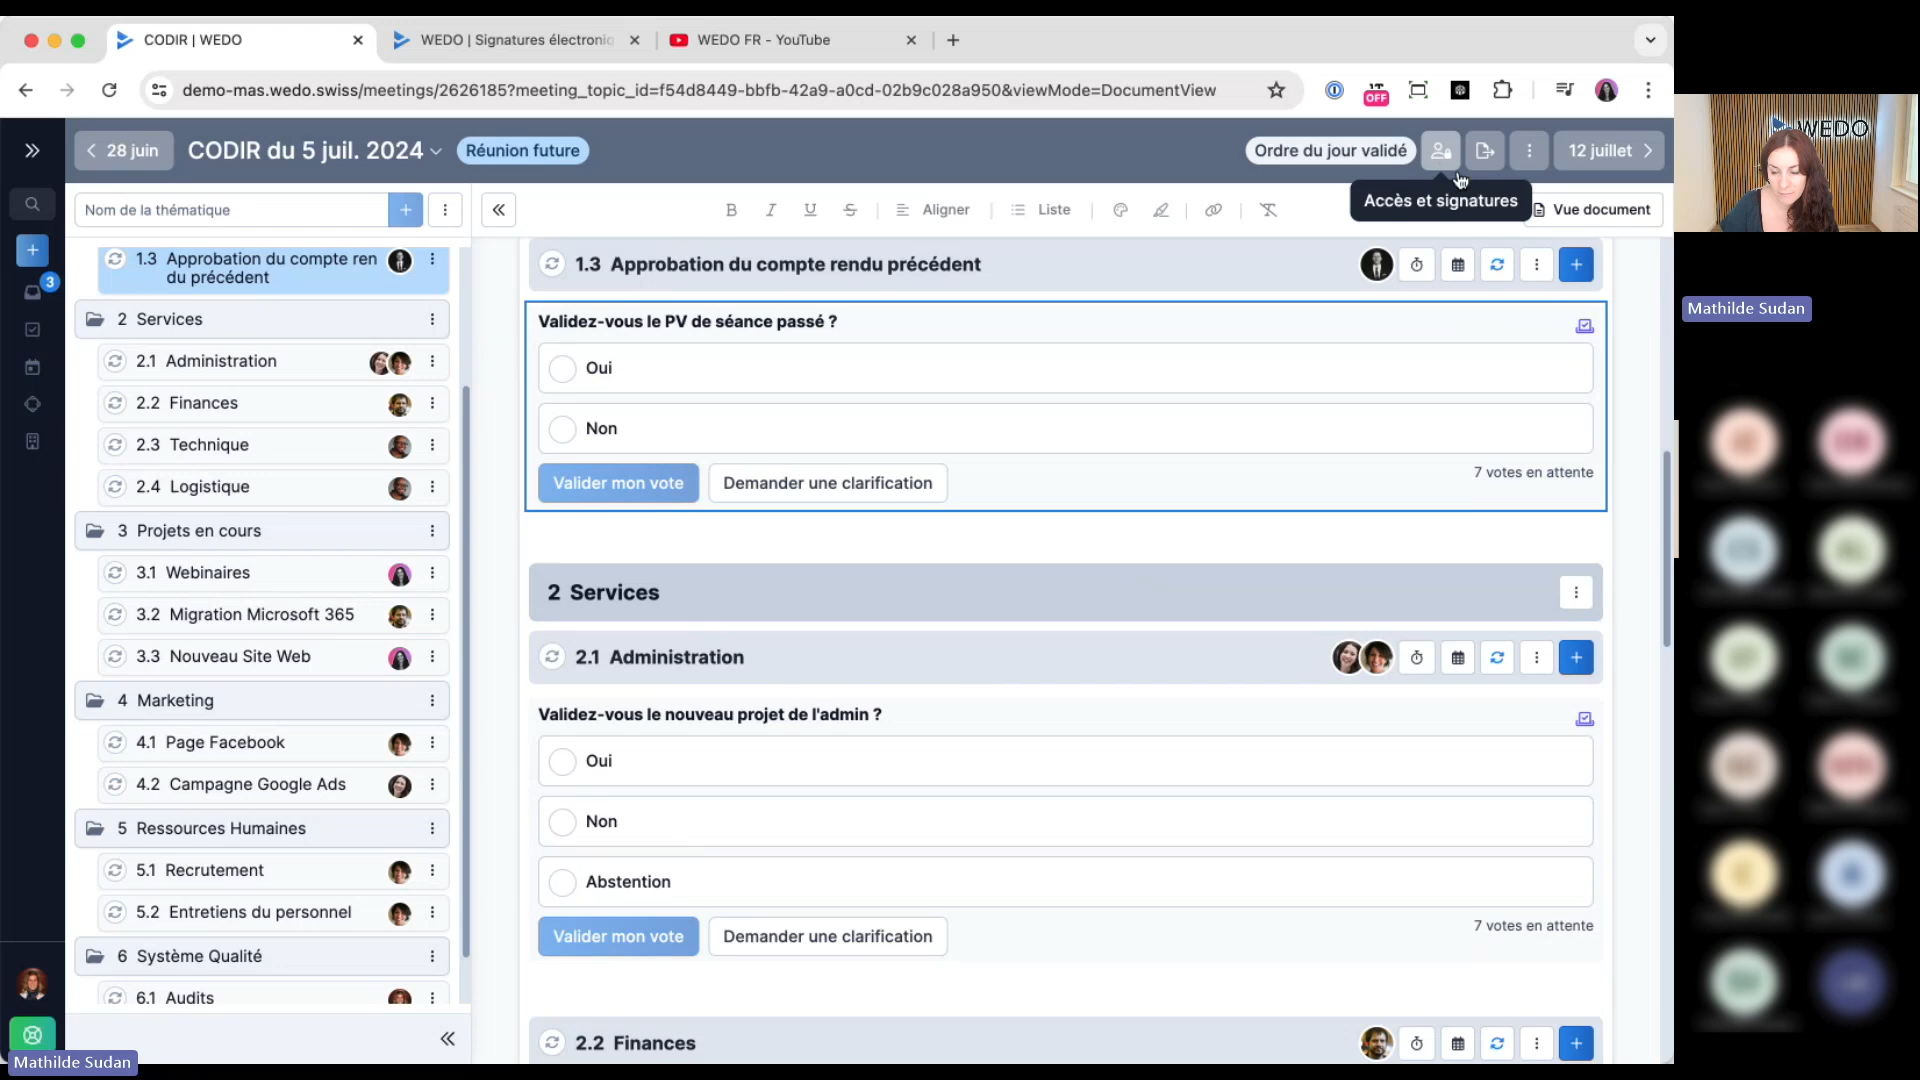 CODIR | WEDO
WEDO | Signatures électroniq
WEDO FR - YouTube
demo-mas.wedo.swiss/meetings/2626185?meeting_topic_id=f54d8449-bbfb-42a9-a0cd-02b9c028a950&viewMode=DocumentView
OFF
28 juin
CODIR du 5 juil. 2024
Réunion future
Ordre du jour validé
12 juillet
Accès et signatures
Nom de la thématique
Aligner
Liste
Vue document
3
1.3 Approbation du compte ren
du précédent
2 Services
2.1 Administration
2.2 Finances
2.3 Technique
2.4 Logistique
3 Projets en cours
3.1 Webinaires
3.2 Migration Microsoft 365
3.3 Nouveau Site Web
4 Marketing
4.1 Page Facebook
4.2 Campagne Google Ads
5 Ressources Humaines
5.1 Recrutement
5.2 Entretiens du personnel
6 Système Qualité
6.1 Audits
1.3 Approbation du compte rendu précédent
Validez-vous le PV de séance passé ?
Oui
Non
Valider mon vote
Demander une clarification
7 votes en attente
2 Services
2.1 Administration
Validez-vous le nouveau projet de l'admin ?
Oui
Non
Abstention
Valider mon vote
Demander une clarification
7 votes en attente
2.2 Finances
Mathilde Sudan
WEDO
Mathilde Sudan